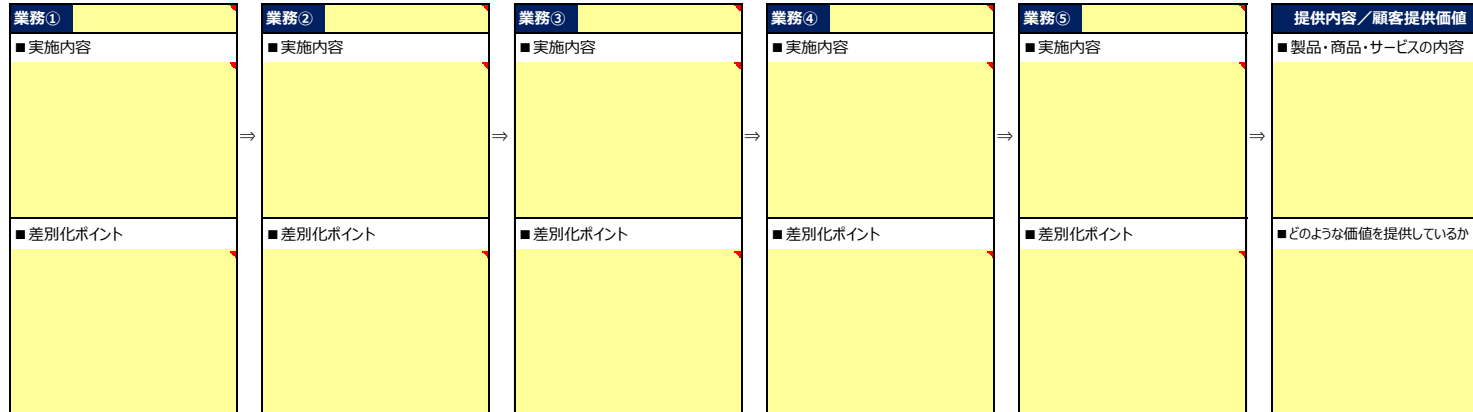 業務①
■実施内容
⇒
■差別化ポイント
業務②
■実施内容
⇒
■差別化ポイント
業務③
■実施内容
⇒
■差別化ポイント
業務④
■実施内容
⇒
■差別化ポイント
業務⑤
■実施内容
⇒
■差別化ポイント
提供内容／顧客提供価値
■製品・商品・サービスの内容
■どのような価値を提供しているか